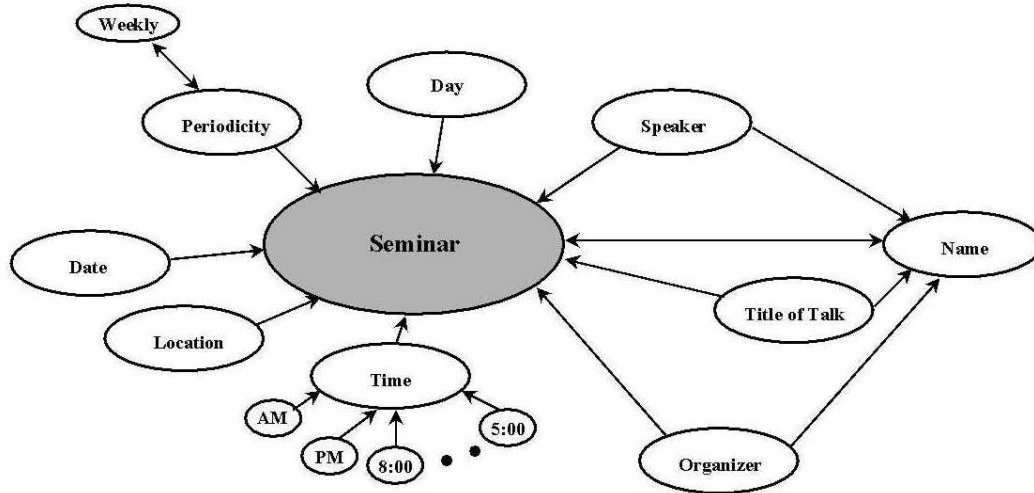 Weekly
Periodicity
Day
Speaker
Seminar
Name
Date
Location
Title of Talk
Time
AM
PM
8:00
5:00
Organizer